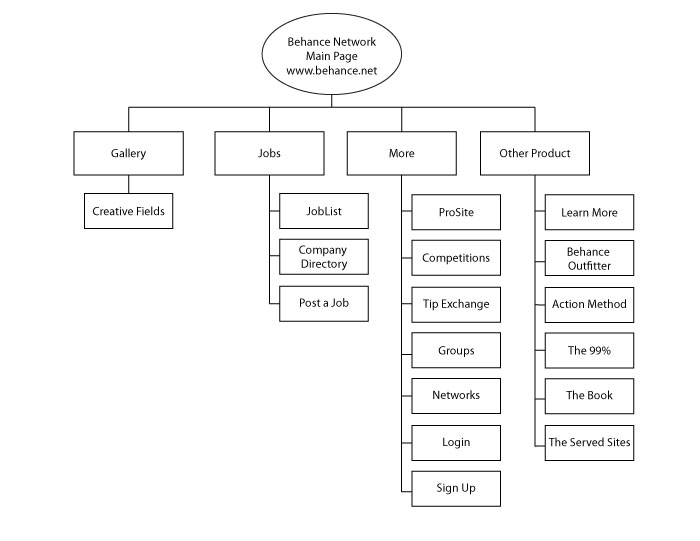 Behance Network
Main Page
www.behance.net
Gallery
Jobs
More
Other Product
Creative Fields
JobList
Company
Directory
Post a Job
ProSite
Competitions
Tip Exchange
Groups
Networks
Login
Sign Up
Learn More
Behance
Outfitter
Action Method
The 99%
The Book
The Served Sites